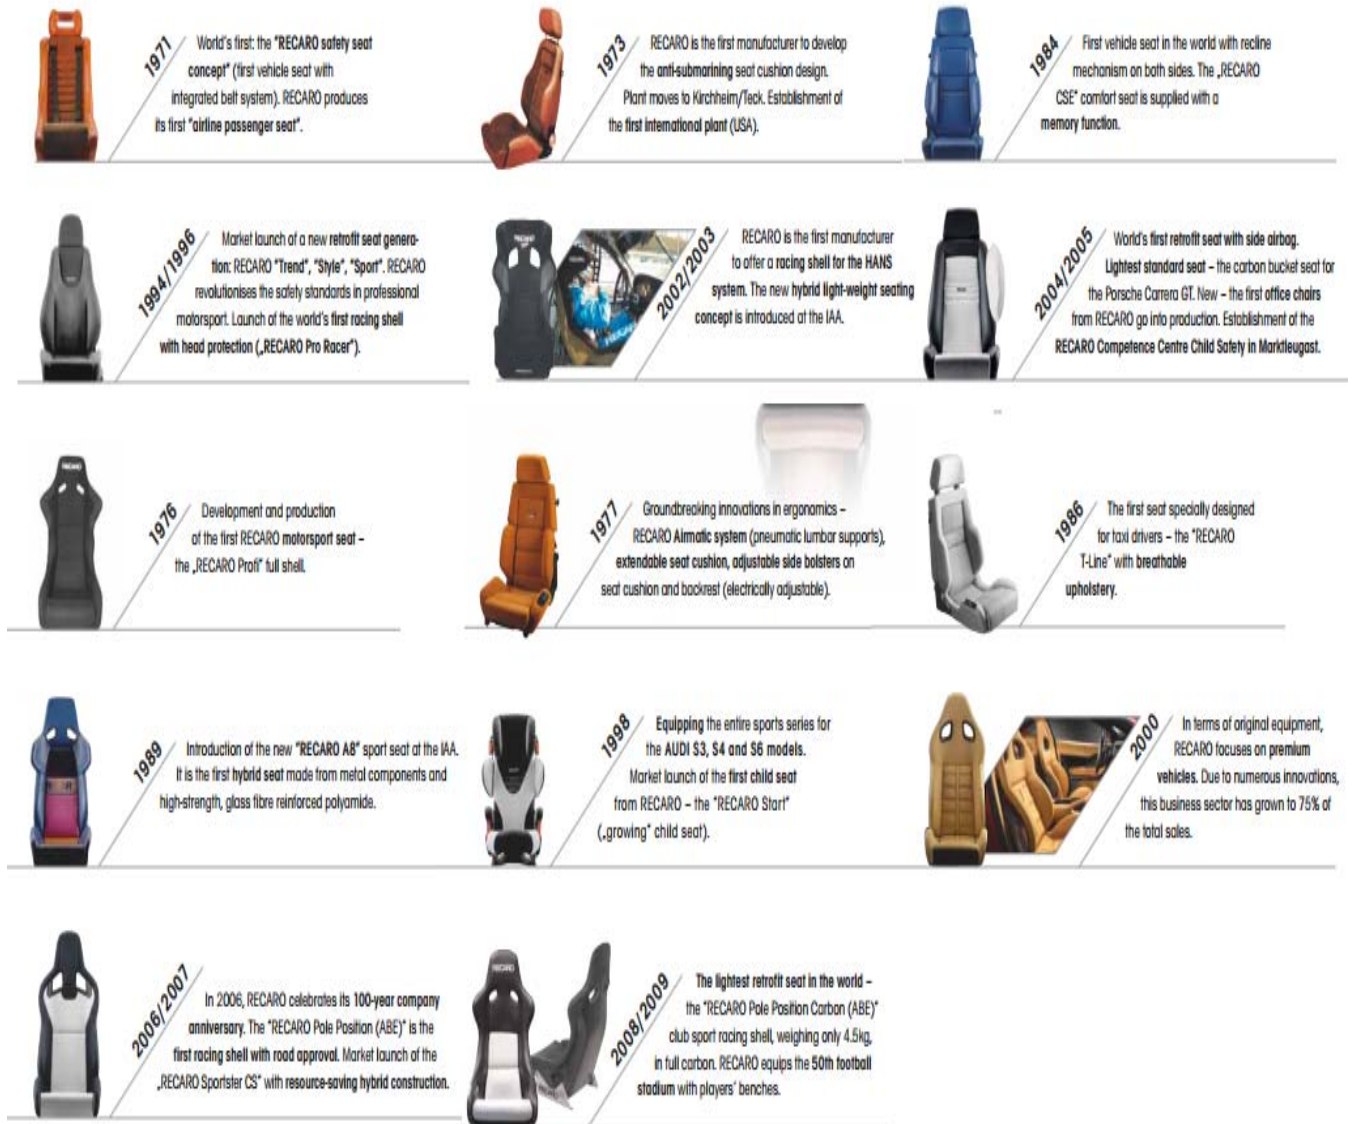 1971
World's first: the "RECARO safety seat
concept" (first vehicle seat with
integrated belt system). RECARO produces
its first "airline passenger seat".
1973
RECARO is the first manufacturer to develop
the anti-submarining seat cushion design.
Plant moves to Kirchheim/Teck. Establishment of
the first international plant (USA).
1984
First vehicle seat in the world with recline
mechanism on both sides. The „RECARO
CSE" comfort seat is supplied with a
memory function.
1994/1996
Market launch of a new retrofit seat genera-
tion: RECARO "Trend", "Style", "Sport". RECARO
revolutionises the safety standards in professional
motorsport. Launch of the world's first racing shell
with head protection („RECARO Pro Racer").
RECARO
2002/2003
RECARO is the first manufacturer
to offer a racing shell for the HANS
system. The new hybrid light-weight seating
concept is introduced at the IAA.
2004/2005
World's first retrofit seat with side airbag.
Lightest standard seat – the carbon bucket seat for
the Porsche Carrera GT. New – the first office chairs
from RECARO go into production. Establishment of the
RECARO Competence Centre Child Safety in Marktleugast.
RECARO
1976
Development and production
of the first RECARO motorsport seat –
the „RECARO Profi" full shell.
1977
Groundbreaking innovations in ergonomics –
RECARO Airmatic system (pneumatic lumbar supports),
extendable seat cushion, adjustable side bolsters on
seat cushion and backrest (electrically adjustable).
1986
The first seat specially designed
for taxi drivers – the "RECARO
T-Line" with breathable
upholstery.
1989
Introduction of the new "RECARO A8" sport seat at the IAA.
It is the first hybrid seat made from metal components and
high-strength, glass fibre reinforced polyamide.
1998
Equipping the entire sports series for
the AUDI S3, S4 and S6 models.
Market launch of the first child seat
from RECARO – the "RECARO Start"
(„growing" child seat).
2000
In terms of original equipment,
RECARO focuses on premium
vehicles. Due to numerous innovations,
this business sector has grown to 75% of
the total sales.
2006/2007
In 2006, RECARO celebrates its 100-year company
anniversary. The "RECARO Pole Position (ABE)" is the
first racing shell with road approval. Market launch of the
„RECARO Sportster CS" with resource-saving hybrid construction.
RECARO
2008/2009
The lightest retrofit seat in the world –
the "RECARO Pole Position Carbon (ABE)"
club sport racing shell, weighing only 4.5kg,
in full carbon. RECARO equips the 50th football
stadium with players' benches.